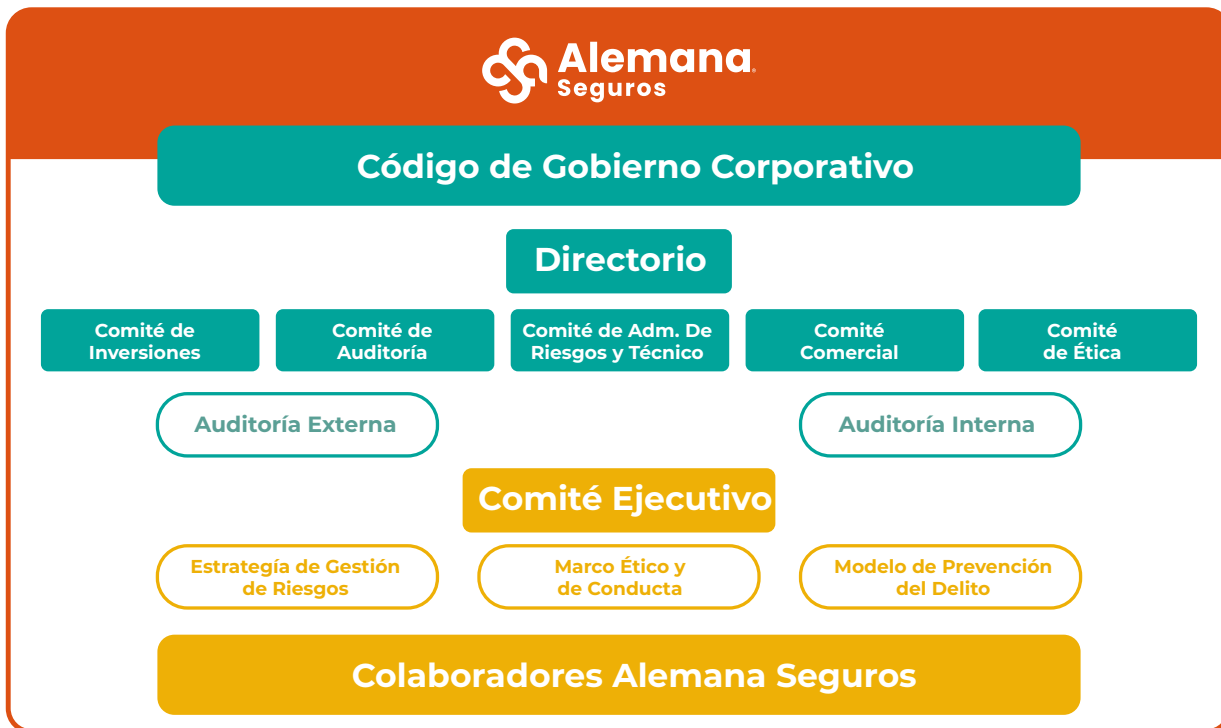 Alemana
Seguros
Código de Gobierno Corporativo
Directorio
Comité de
Inversiones
Comité de
Auditoría
Comité de Adm. De
Riesgos y Técnico
Comité
Comercial
Comité
de Ética
Auditoría Externa
Auditoría Interna
Comité Ejecutivo
Estrategía de Gestión
de Riesgos
Marco Ético y
de Conducta
Modelo de Prevención
del Delito
Colaboradores Alemana Seguros